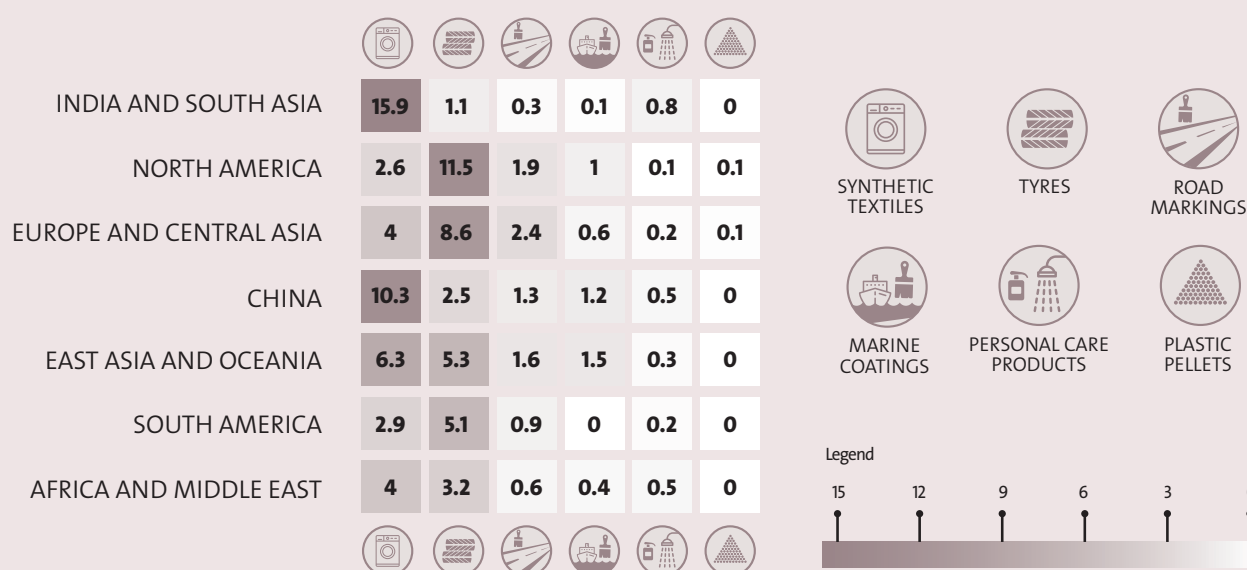 INDIA AND SOUTH ASIA 15.9 1.1 0.3 0.1 0.8 0
NORTH AMERICA 2.6 11.5 1.9 1 0.1 0.1
EUROPE AND CENTRAL ASIA 4 8.6 2.4 0.6 0.2 0.1
CHINA 10.3 2.5 1.3 1.2 0.5 0
EAST ASIA AND OCEANIA 6.3 5.3 1.6 1.5 0.3 0
SOUTH AMERICA 2.9 5.1 0.9 0 0.2 0
AFRICA AND MIDDLE EAST 4 3.2 0.6 0.4 0.5 0
SYNTHETIC TYRES ROAD
TEXTILES MARKINGS
MARINE PERSONAL CARE PLASTIC
COATINGS PRODUCTS PELLETS
Legend
15 12 9 6 3